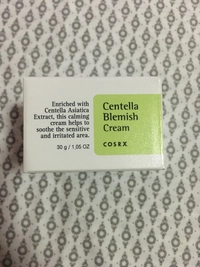 Enriched with
Centella Asiatica
Extract, this calming
cream helps to
soothe the sensitive
and irritated area.
30 g / 1.05 OZ
Centella
Blemish
Cream
COSRX